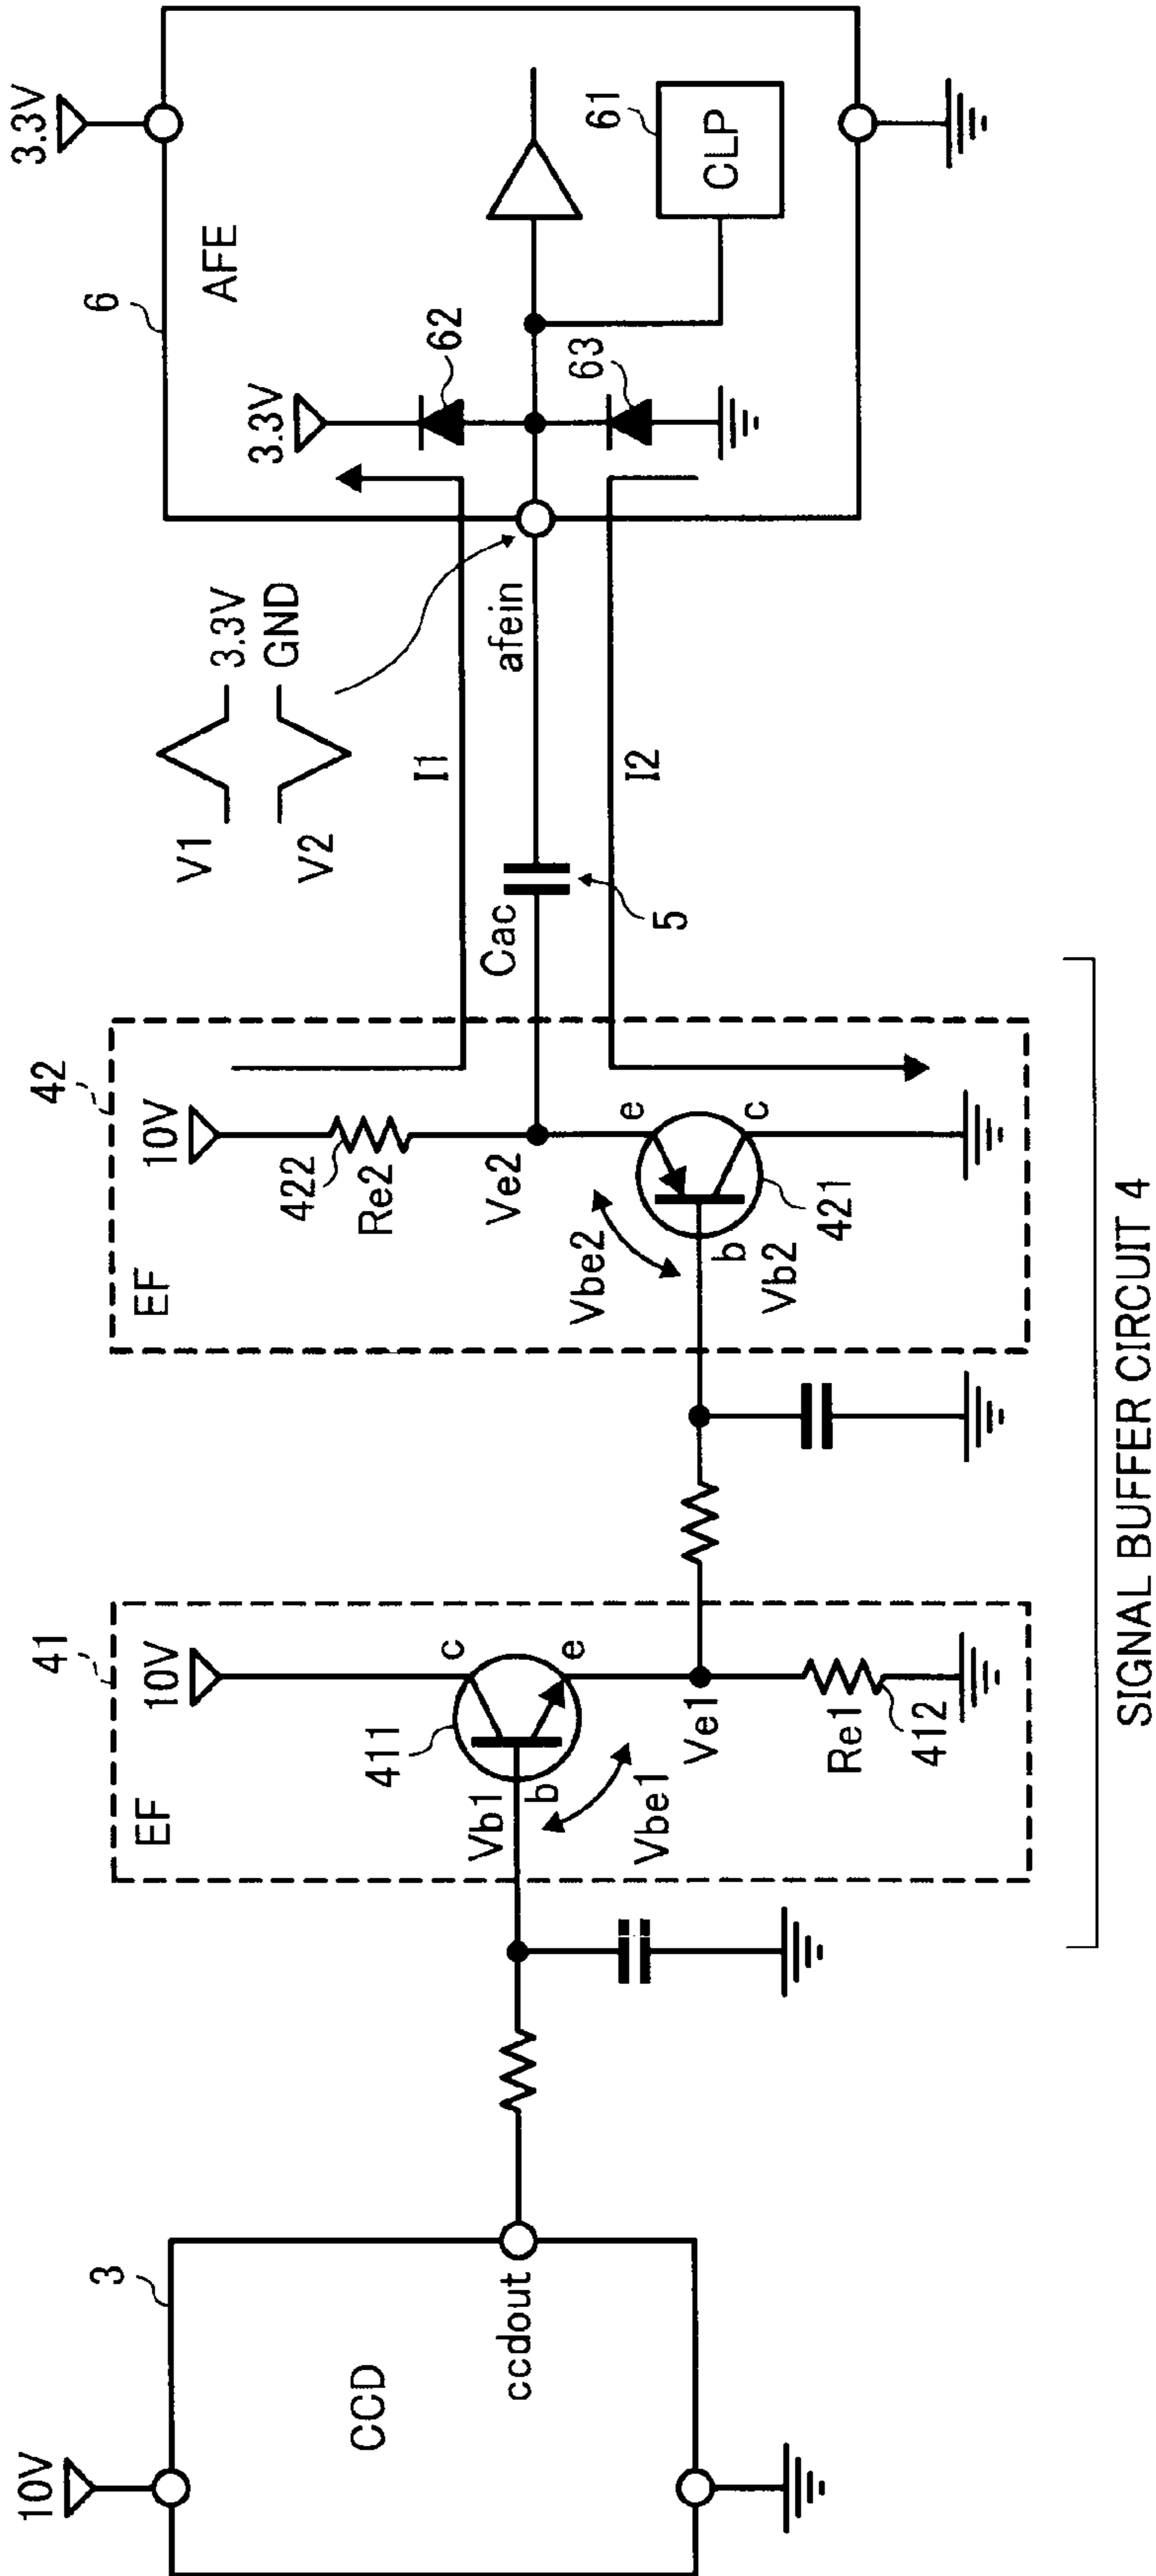 10V
3
CCD
ccdout
41
10V
EF
c
411
Vb1
b
e
Vbe1
Ve1
Re1
412
42
10V
EF
422
Re2
Ve2
e
Vbe2
b
Vb2
c
421
Cac
5
V1
3.3V
V2
GND
I1
afein
I2
3.3V
6
AFE
3.3V
62
63
61
CLP
SIGNAL BUFFER CIRCUIT 4